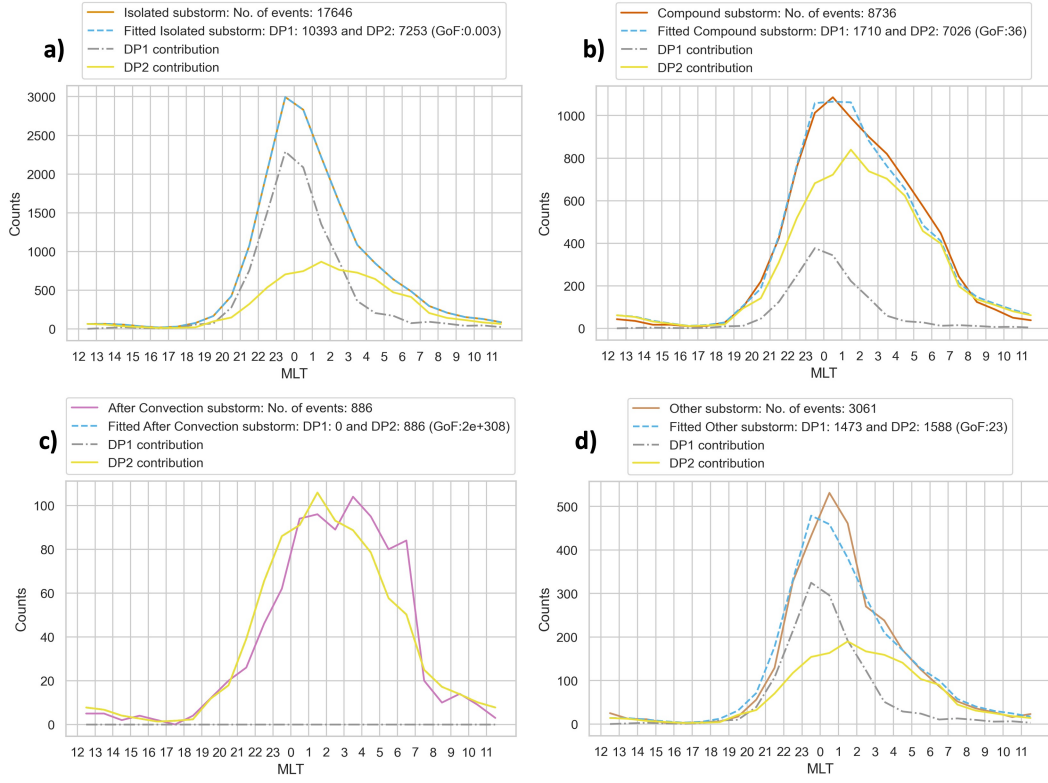 a)
Isolated substorm: No. of events: 17646
Fitted Isolated substorm: DP1: 10393 and DP2: 7253 (GoF:0.003)
DP1 contribution
DP2 contribution
3000
2500
2000
1500
1000
500
0
Counts
12 13 14 15 16 17 18 19 20 21 22 23 0 1 2 3 4 5 6 7 8 9 10 11
MLT
b)
Compound substorm: No. of events: 8736
Fitted Compound substorm: DP1: 1710 and DP2: 7026 (GoF:36)
DP1 contribution
DP2 contribution
1000
800
600
400
200
0
Counts
12 13 14 15 16 17 18 19 20 21 22 23 0 1 2 3 4 5 6 7 8 9 10 11
MLT
c)
After Convection substorm: No. of events: 886
Fitted After Convection substorm: DP1: 0 and DP2: 886 (GoF:2e+308)
DP1 contribution
DP2 contribution
100
80
60
40
20
0
Counts
12 13 14 15 16 17 18 19 20 21 22 23 0 1 2 3 4 5 6 7 8 9 10 11
MLT
d)
Other substorm: No. of events: 3061
Fitted Other substorm: DP1: 1473 and DP2: 1588 (GoF:23)
DP1 contribution
DP2 contribution
500
400
300
200
100
0
Counts
12 13 14 15 16 17 18 19 20 21 22 23 0 1 2 3 4 5 6 7 8 9 10 11
MLT